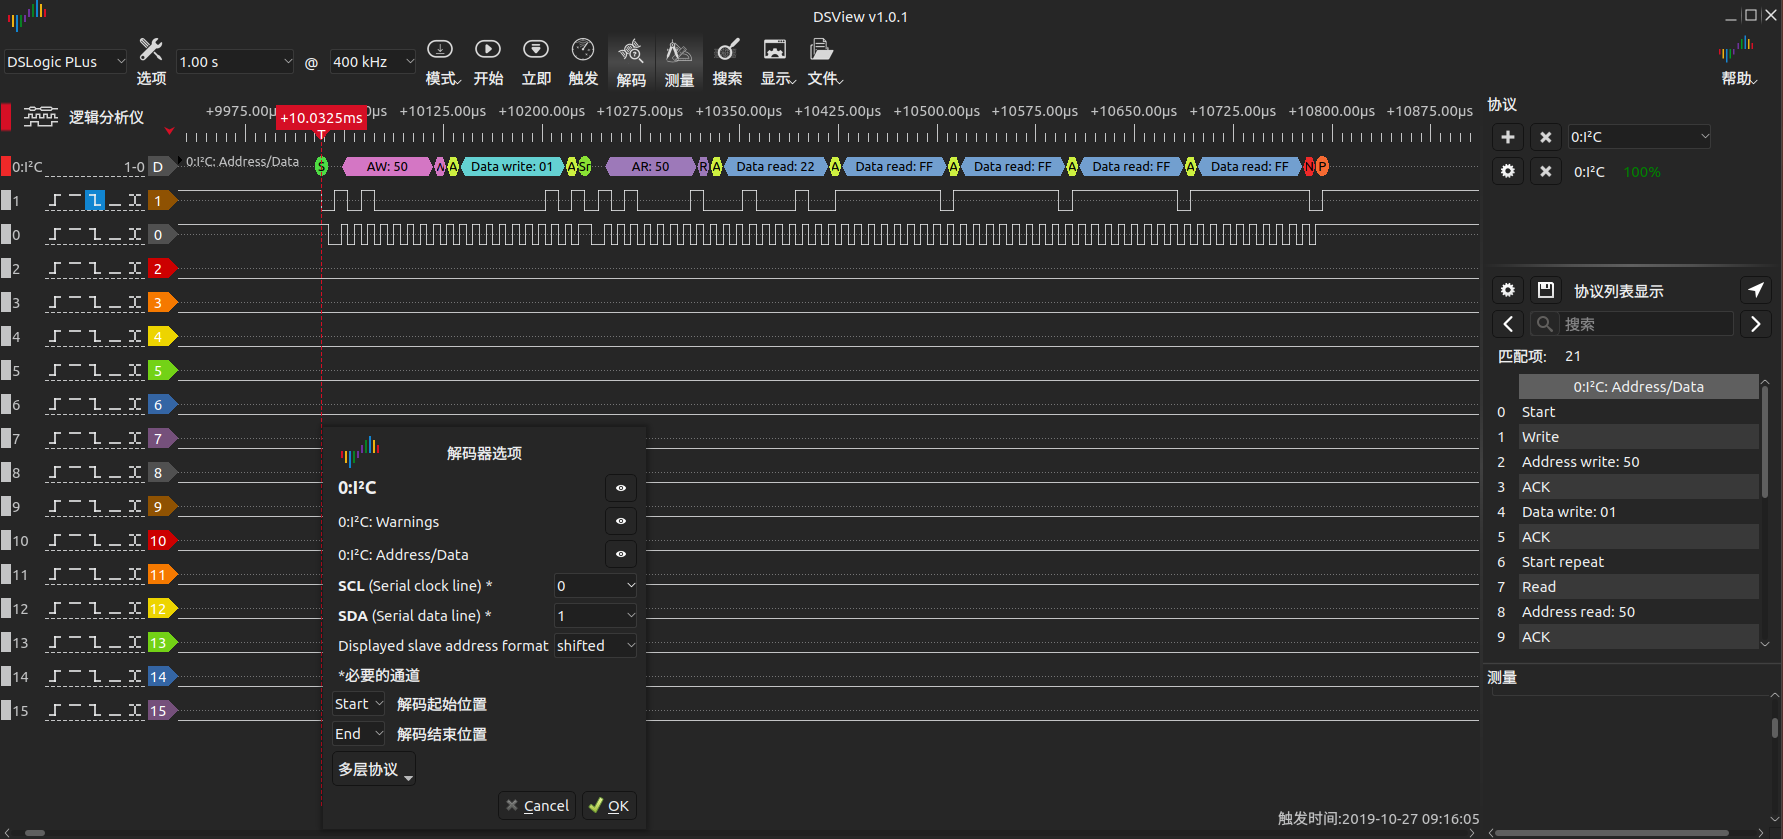 DSView v1.0.1
DSLogic PLus
选项
1.00 s
@
400 kHz
模式
开始
立即
触发
解码
测量
搜索
显示
文件
帮助
逻辑分析仪
+9975.00μs +10125.00μs +10200.00μs +10275.00μs +10350.00μs +10425.00μs +10500.00μs +10575.00μs +10650.00μs +10725.00μs +10800.00μs +10875.00μs
+10.0325ms
T
0:I²C 1-0 D 0:I²C: Address/Data S AW: 50 A Data write: 01 A Sr AR: 50 R A Data read: 22 A Data read: FF A Data read: FF A Data read: FF A Data read: FF N P
1 1
0 0
2 2
3 3
4 4
5 5
6 6
7 7
8 8
9 9
10 10
11 11
12 12
13 13
14 14
15 15
解码器选项
0:I²C
0:I²C: Warnings
0:I²C: Address/Data
SCL (Serial clock line) * 0
SDA (Serial data line) * 1
Displayed slave address format shifted
*必要的通道
Start 解码起始位置
End 解码结束位置
多层协议
Cancel OK
触发时间:2019-10-27 09:16:05
协议
0:I²C
0:I²C 100%
协议列表显示
搜索
匹配项: 21
0:I²C: Address/Data
0 Start
1 Write
2 Address write: 50
3 ACK
4 Data write: 01
5 ACK
6 Start repeat
7 Read
8 Address read: 50
9 ACK
测量